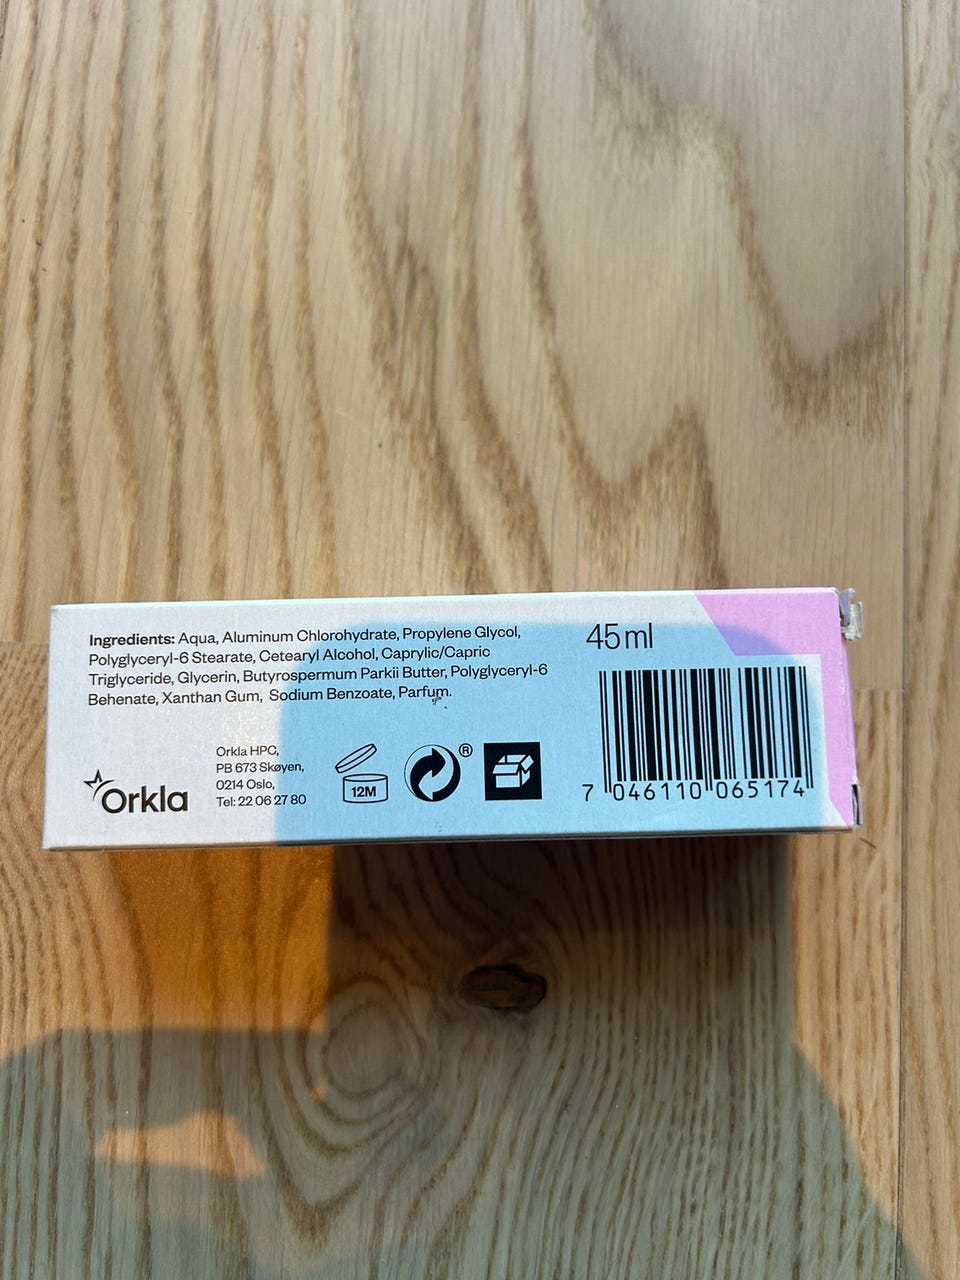 Ingredients: Aqua, Aluminum Chlorohydrate, Propylene Glycol,
Polyglyceryl-6 Stearate, Cetearyl Alcohol, Caprylic/Capric
Triglyceride, Glycerin, Butyrospermum Parkii Butter, Polyglyceryl-6
Behenate, Xanthan Gum, Sodium Benzoate, Parfum.
45 ml
Orkla
Orkla HPC,
PB 673 Skøyen,
0214 Oslo,
Tel: 22 06 27 80
12M
®
7 046110 065174